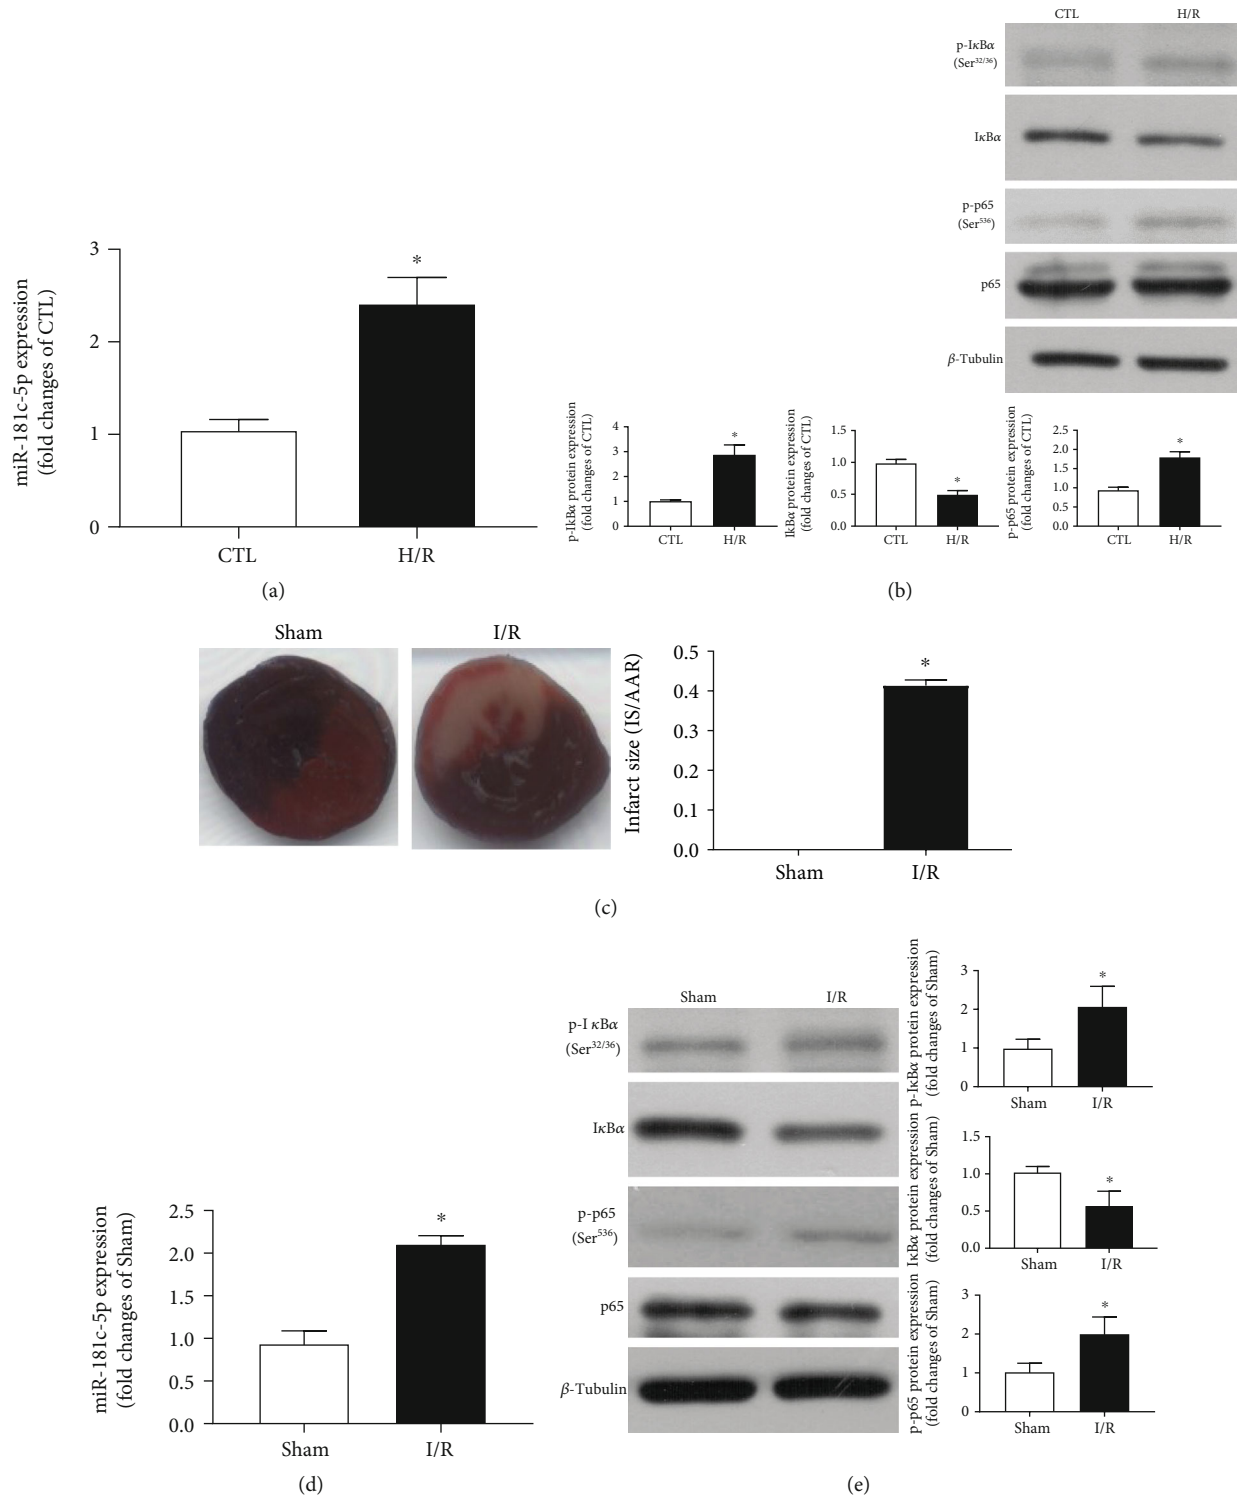 miR-181c-5p expression
(fold changes of CTL)
3
2
1
0
*
CTL
H/R
(a)
CTL
H/R
p-IκBα
(Ser32/36)
IκBα
p-p65
(Ser536)
p65
β-Tubulin
p-IkBα protein expression
(fold changes of CTL)
4
3
2
1
0
*
CTL
H/R
IkBα protein expression
(fold changes of CTL)
1.5
1.0
0.5
0.0
*
CTL
H/R
p-p65 protein expression
(fold changes of CTL)
2.5
2.0
1.5
1.0
0.5
0.0
*
CTL
H/R
(b)
Sham
I/R
Infarct size (IS/AAR)
0.5
0.4
0.3
0.2
0.1
0.0
*
Sham
I/R
(c)
miR-181c-5p expression
(fold changes of Sham)
2.5
2.0
1.5
1.0
0.5
0.0
*
Sham
I/R
(d)
Sham
I/R
p-I κBα
(Ser32/36)
IκBα
p-p65
(Ser536)
p65
β-Tubulin
p-IκBα protein expression
(fold changes of Sham)
3
2
1
0
*
Sham
I/R
IκBα protein expression
(fold changes of Sham)
1.5
1.0
0.5
0.0
*
Sham
I/R
p-p65 protein expression
(fold changes of Sham)
3
2
1
0
*
Sham
I/R
(e)